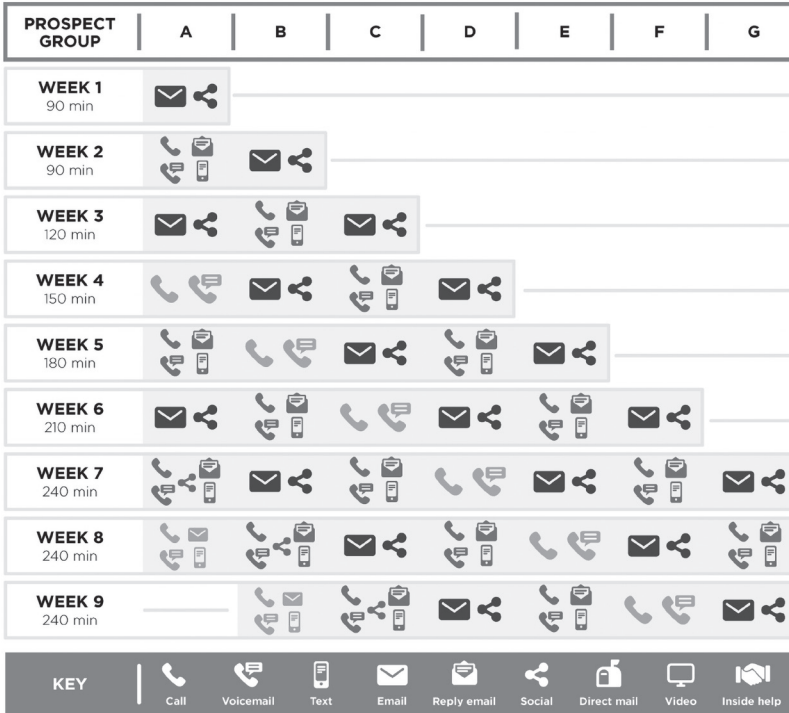 PROSPECT
GROUP
A B C D E F G
WEEK 1
90 min
WEEK 2
90 min
WEEK 3
120 min
WEEK 4
150 min
WEEK 5
180 min
WEEK 6
210 min
WEEK 7
240 min
WEEK 8
240 min
WEEK 9
240 min
KEY
Call Voicemail Text Email Reply email Social Direct mail Video Inside help